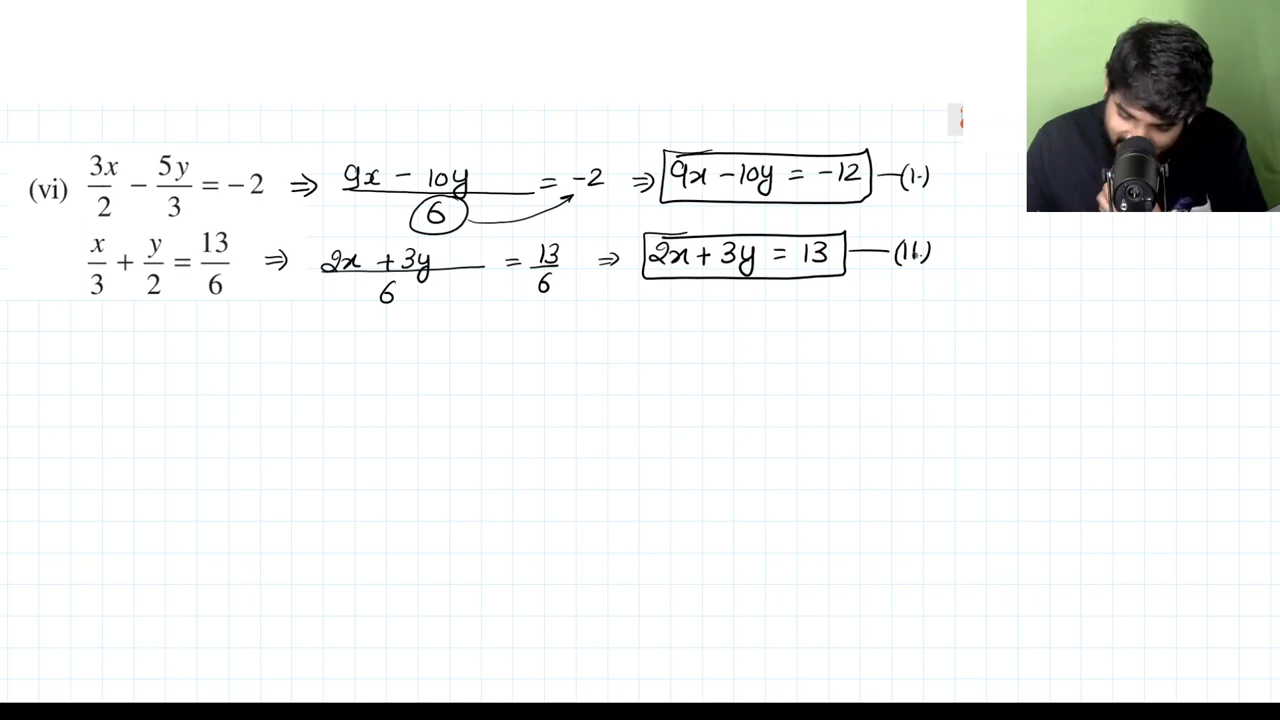 (vi) 3x/2 − 5y/3 = −2 ⇒ 9x − 10y/6 = −2 ⇒ 9x − 10y = −12 —(i.)
x/3 + y/2 = 13/6 ⇒ 2x + 3y/6 = 13/6 ⇒ 2x + 3y = 13 —(ii.)